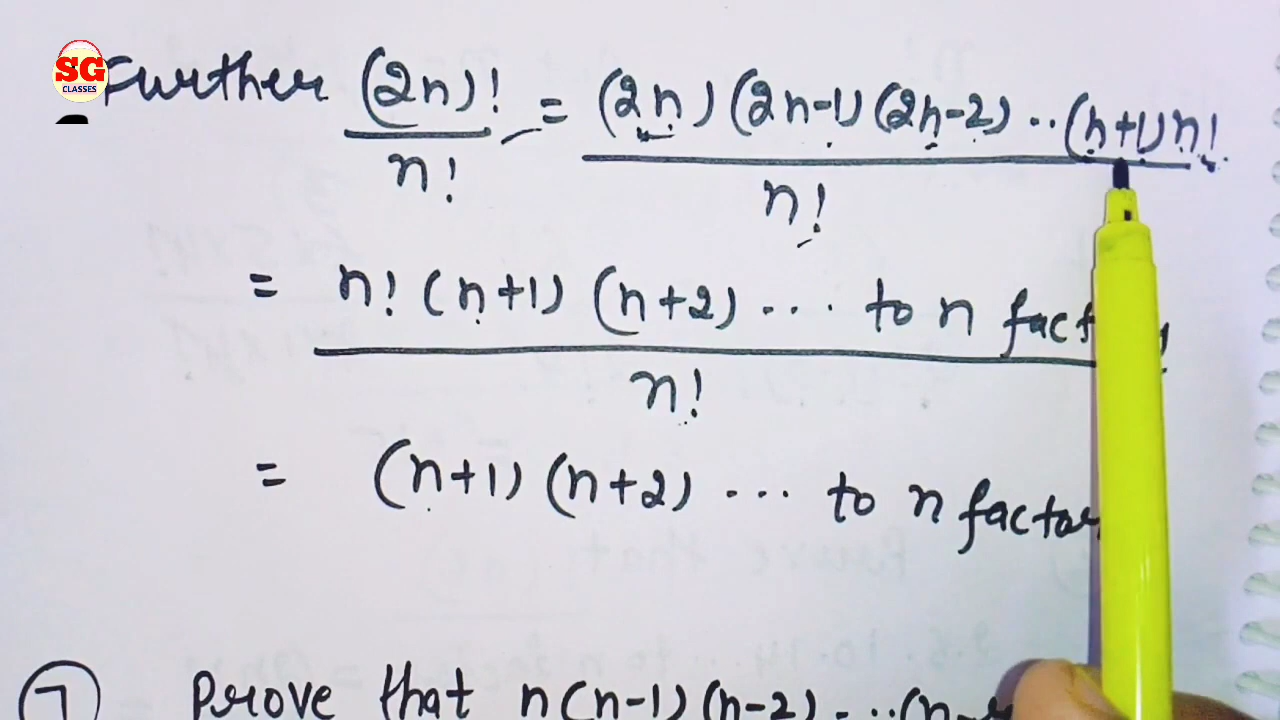 SG
CLASSES
Further (2n)! / n! = (2n)(2n-1)(2n-2)..(n+1)n! / n!
= n!(n+1)(n+2)... to n / n!
= (n+1)(n+2)... to n factor
7 Prove that n(n-1)(n-2)...(n-